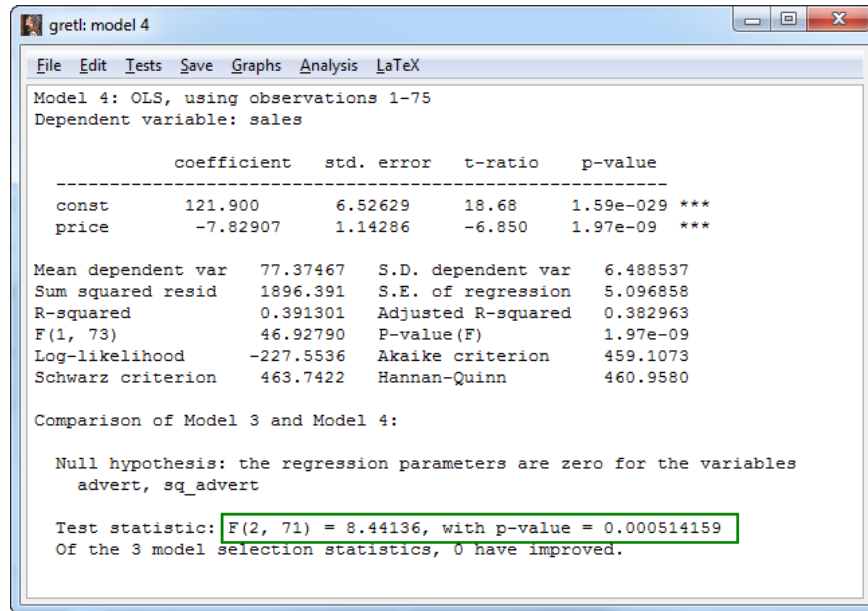 gretl: model 4
File Edit Tests Save Graphs Analysis LaTeX
Model 4: OLS, using observations 1-75
Dependent variable: sales
coefficient std. error t-ratio p-value
---------------------------------------------------------
const 121.900 6.52629 18.68 1.59e-029 ***
price -7.82907 1.14286 -6.850 1.97e-09 ***
Mean dependent var 77.37467 S.D. dependent var 6.488537
Sum squared resid 1896.391 S.E. of regression 5.096858
R-squared 0.391301 Adjusted R-squared 0.382963
F(1, 73) 46.92790 P-value(F) 1.97e-09
Log-likelihood -227.5536 Akaike criterion 459.1073
Schwarz criterion 463.7422 Hannan-Quinn 460.9580
Comparison of Model 3 and Model 4:
Null hypothesis: the regression parameters are zero for the variables
advert, sq_advert
Test statistic: F(2, 71) = 8.44136, with p-value = 0.000514159
Of the 3 model selection statistics, 0 have improved.